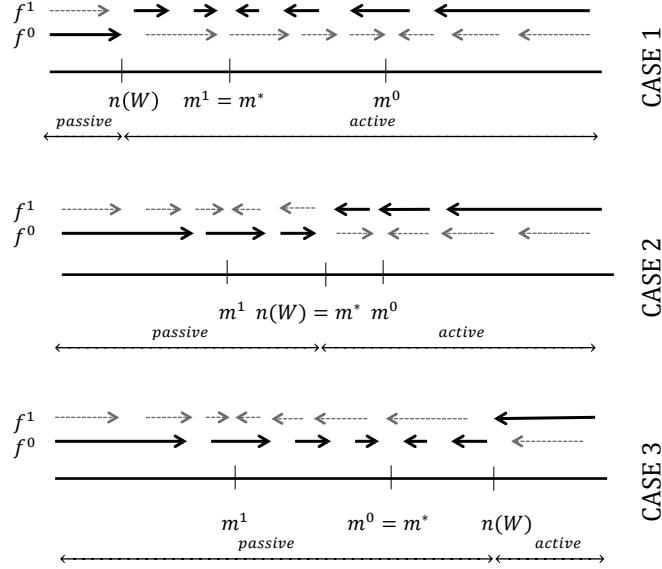 f¹
f⁰
n(W) m¹ = m* m⁰
passive active
CASE 1
f¹
f⁰
m¹ n(W) = m* m⁰
passive active
CASE 2
f¹
f⁰
m¹ m⁰ = m* n(W)
passive active
CASE 3